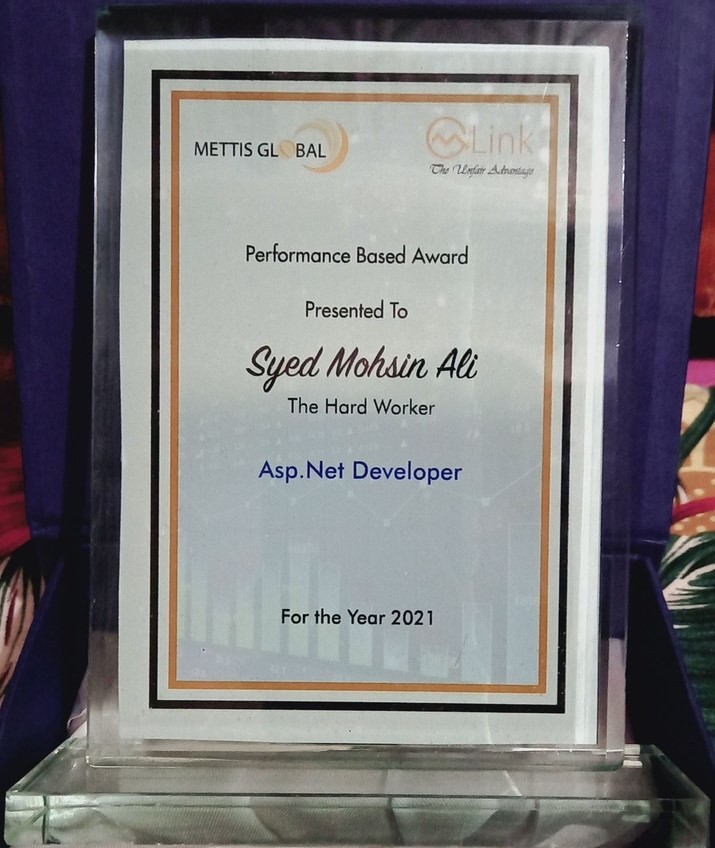 METTIS GLOBAL
Link
The Unfair Advantage
Performance Based Award
Presented To
Syed Mohsin Ali
The Hard Worker
Asp.Net Developer
For the Year 2021